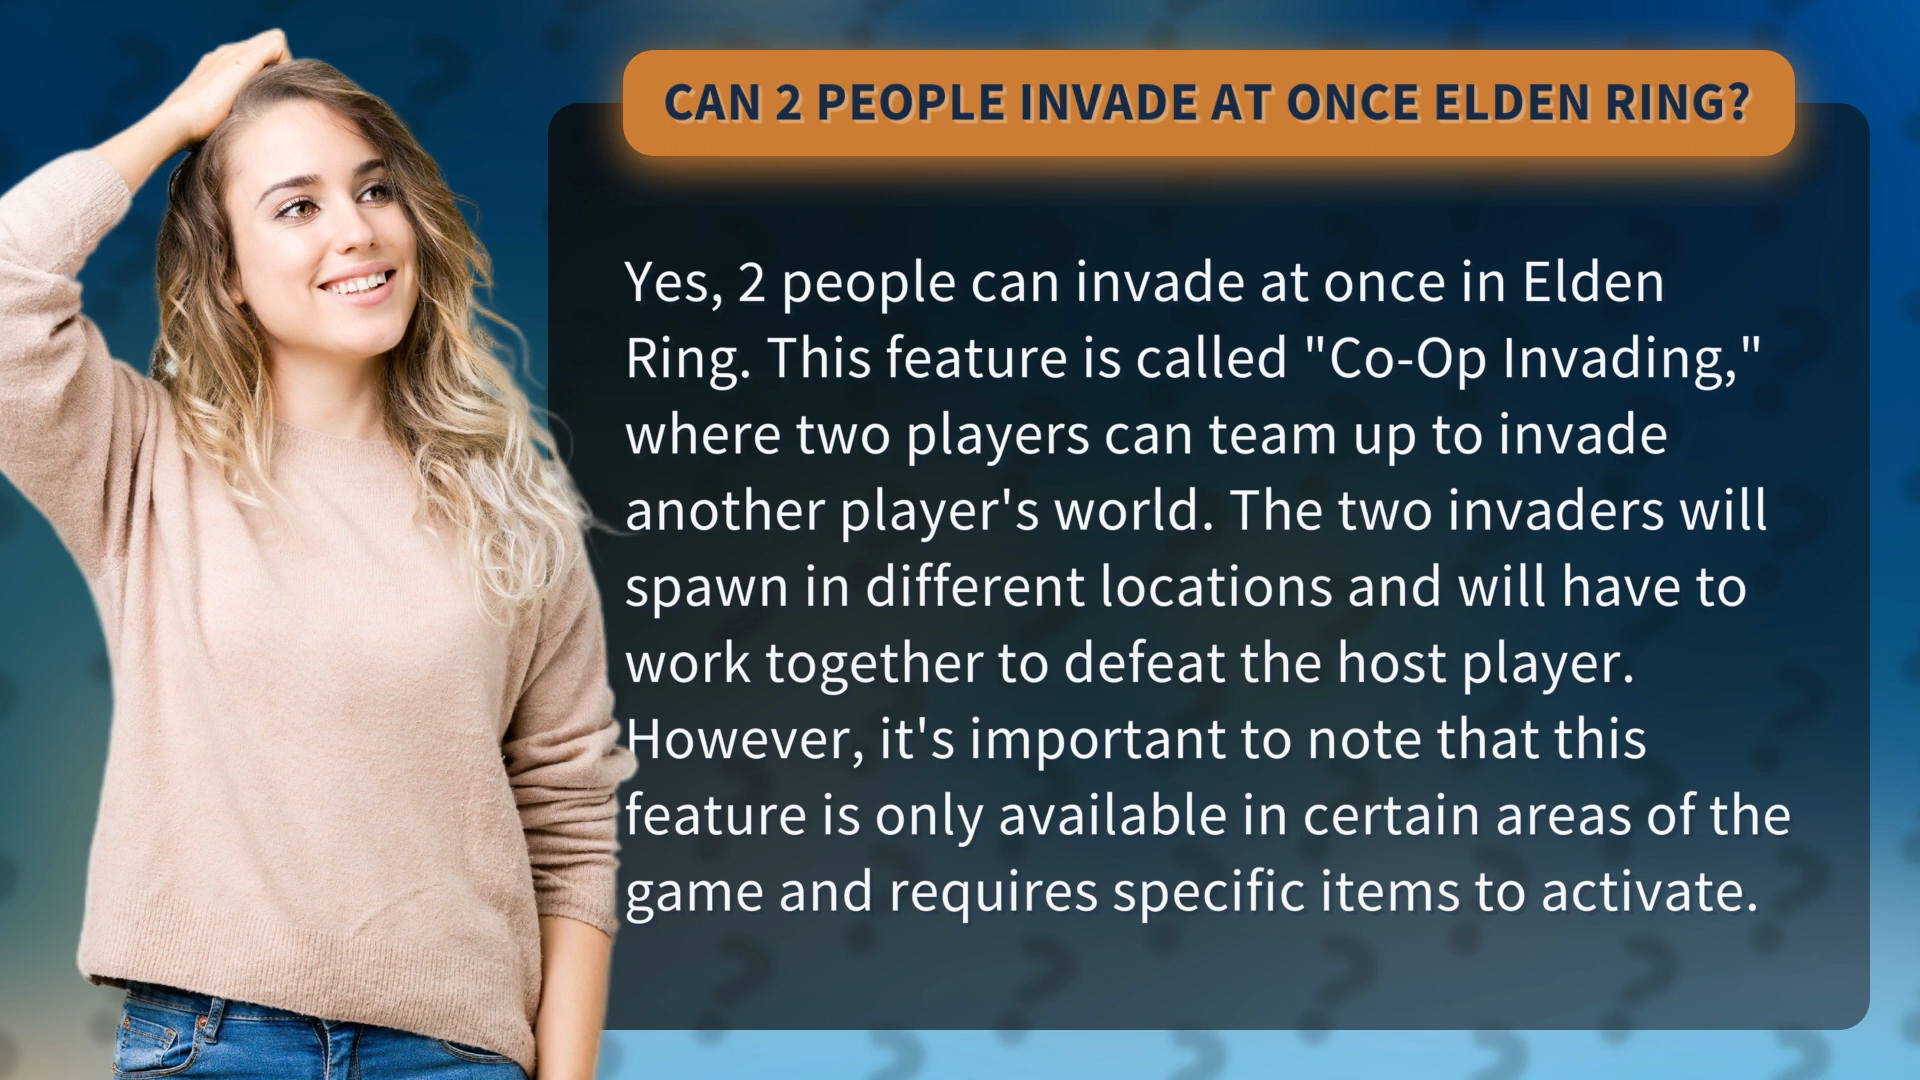 CAN 2 PEOPLE INVADE AT ONCE ELDEN RING?
Yes, 2 people can invade at once in Elden
Ring. This feature is called "Co-Op Invading,"
where two players can team up to invade
another player's world. The two invaders will
spawn in different locations and will have to
work together to defeat the host player.
However, it's important to note that this
feature is only available in certain areas of the
game and requires specific items to activate.